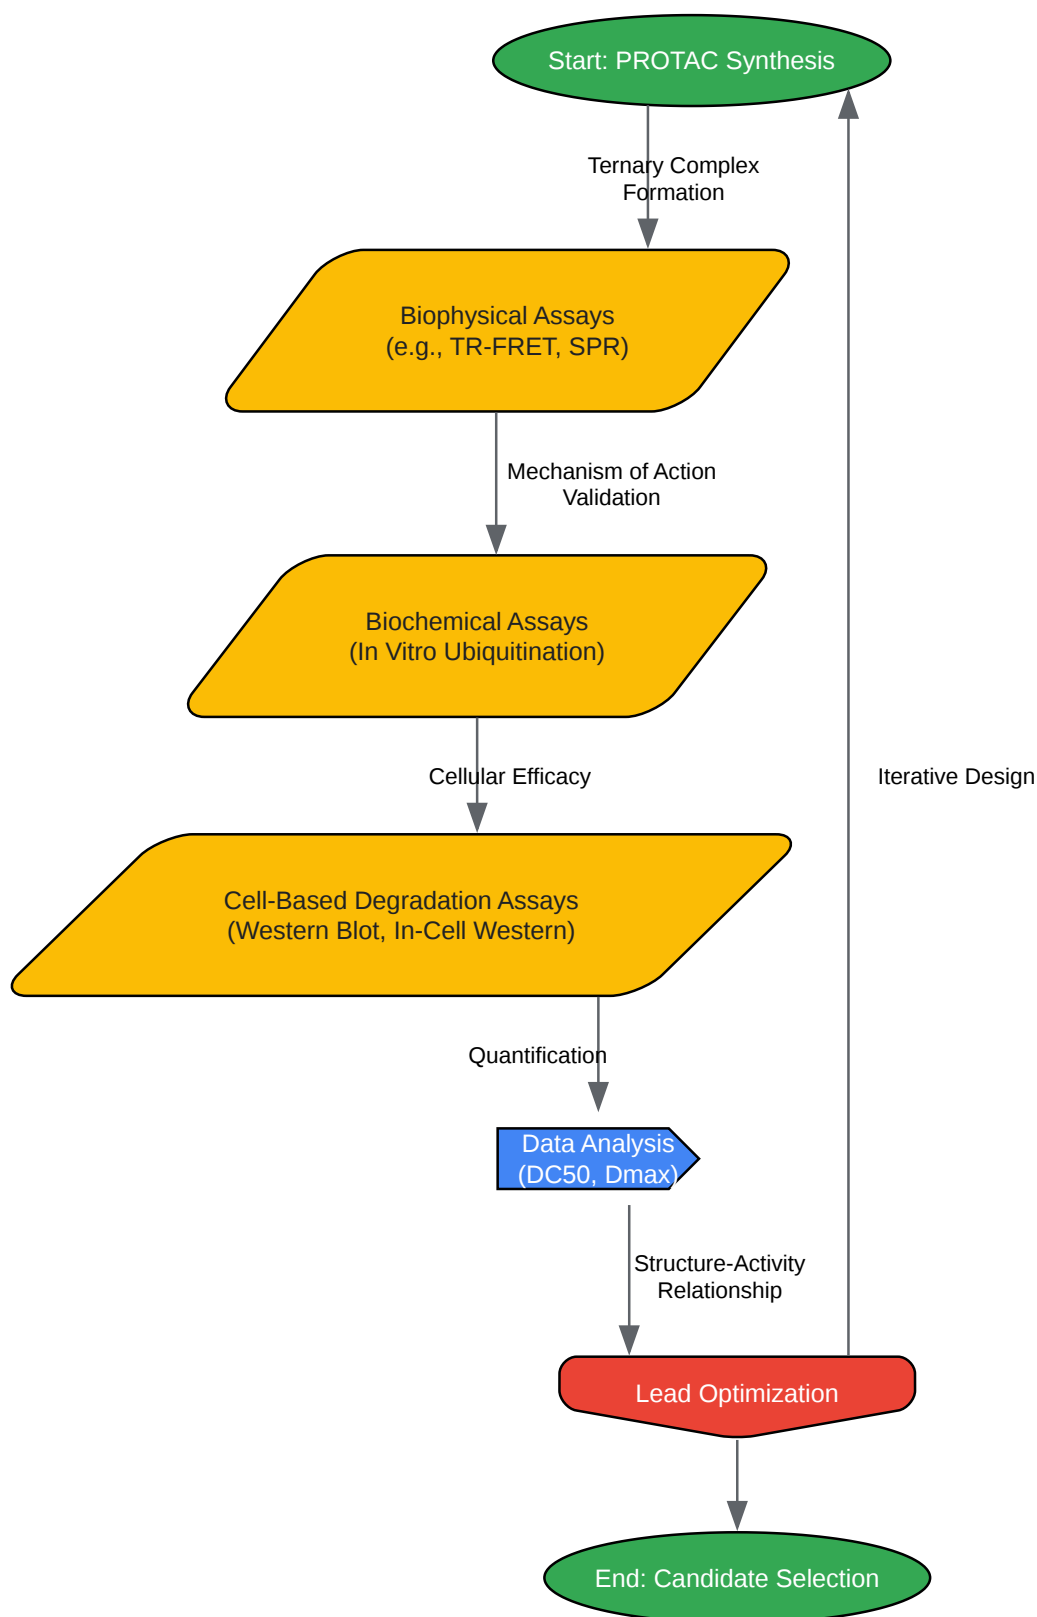 Start: PROTAC Synthesis
Ternary Complex
Formation
Biophysical Assays
(e.g., TR-FRET, SPR)
Mechanism of Action
Validation
Biochemical Assays
(In Vitro Ubiquitination)
Cellular Efficacy
Iterative Design
Cell-Based Degradation Assays
(Western Blot, In-Cell Western)
Quantification
Data Analysis
(DC50, Dmax)
Structure-Activity
Relationship
Lead Optimization
End: Candidate Selection